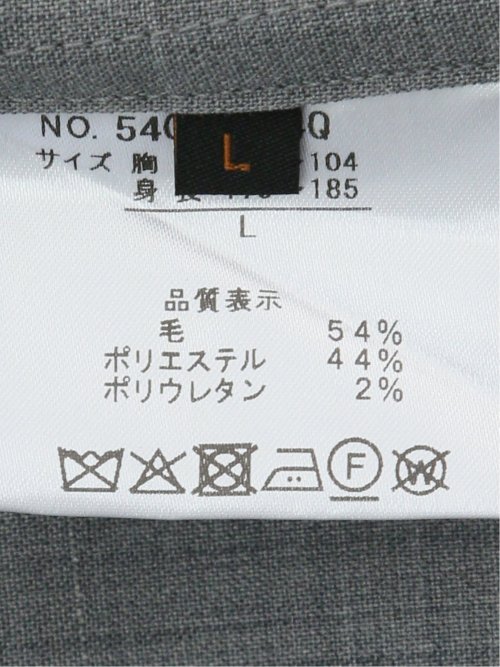 NO. 54 Q
サイズ 胸 104
身 185
L
L
品質表示
毛 54%
ポリエステル 44%
ポリウレタン 2%
F W